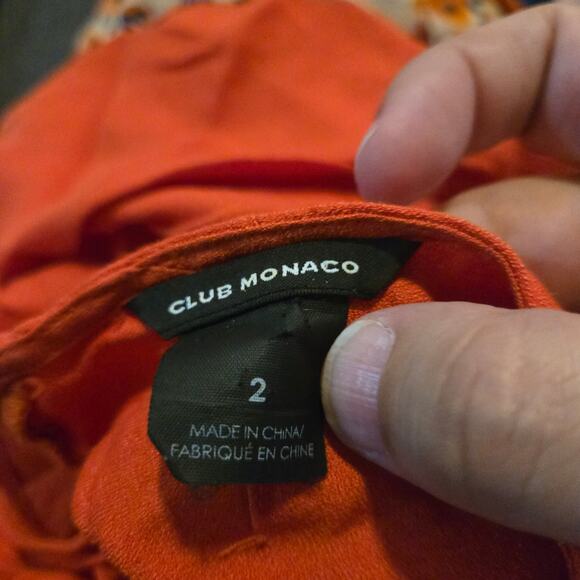 CLUB MONACO
2
MADE IN CHINA/
FABRIQUÉ EN CHINE